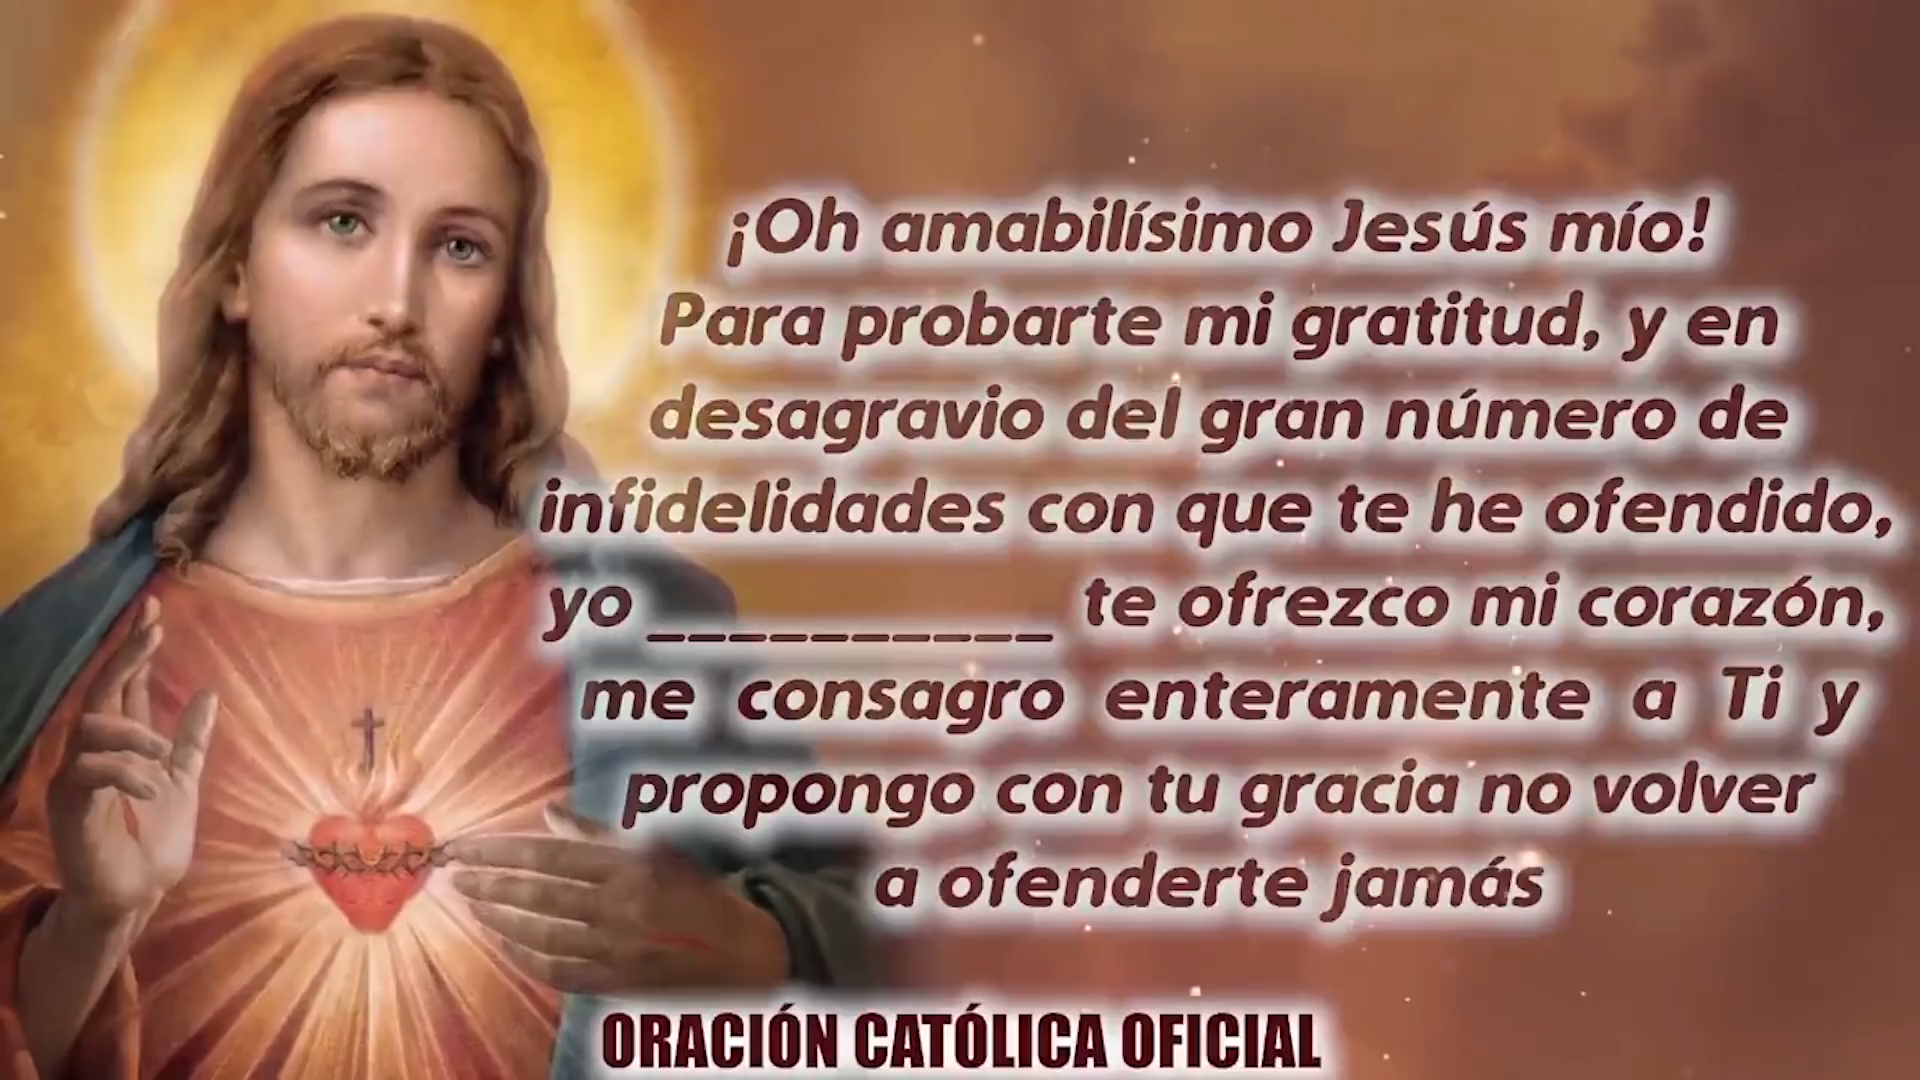 ¡Oh amabilísimo Jesús mío!
Para probarte mi gratitud, y en
desagravio del gran número de
infidelidades con que te he ofendido,
yo __________ te ofrezco mi corazón,
me consagro enteramente a Ti y
propongo con tu gracia no volver
a ofenderte jamás
ORACIÓN CATÓLICA OFICIAL